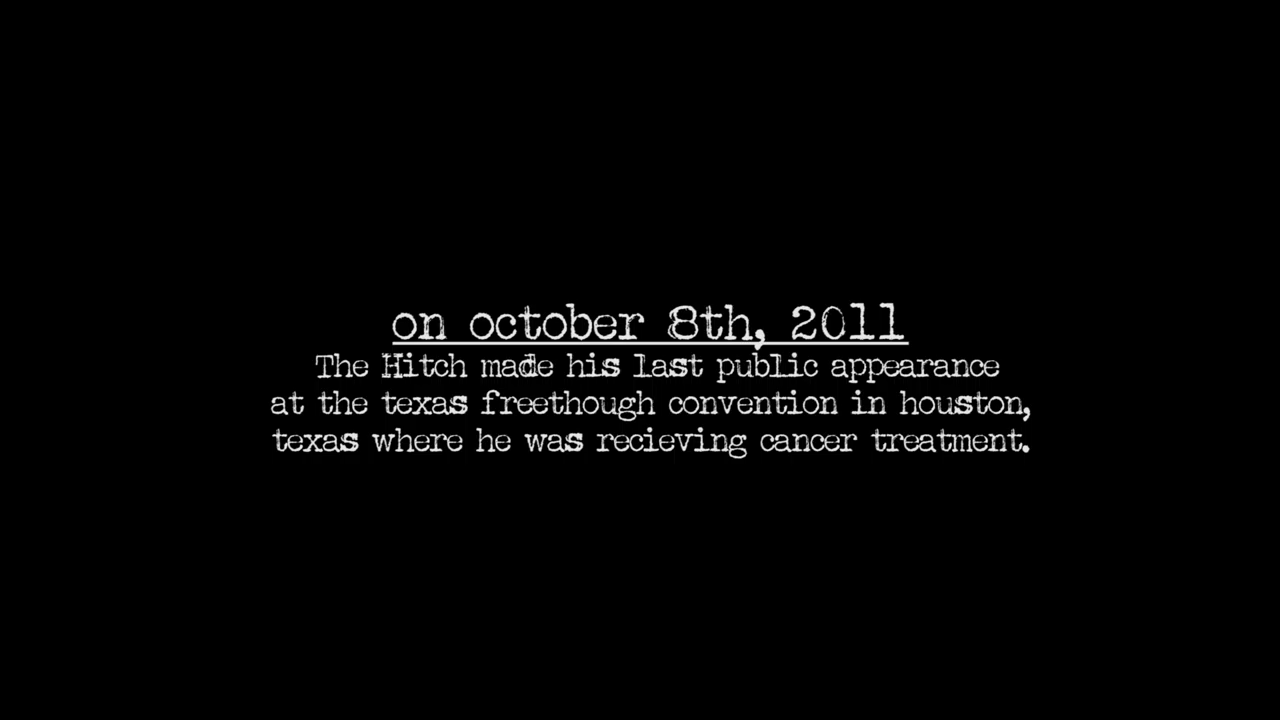 on october 8th, 2011
The Hitch made his last public appearance
at the texas freethough convention in houston,
texas where he was recieving cancer treatment.